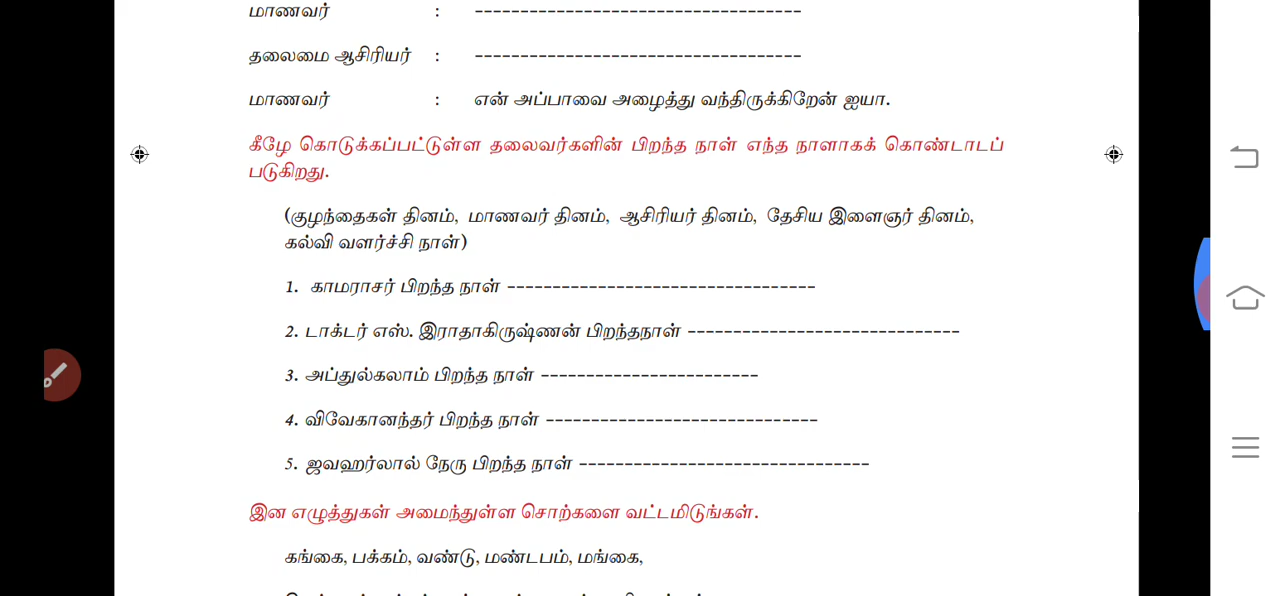 மாணவர் : ------------------------------------
தலைமை ஆசிரியர் : ------------------------------------
மாணவர் : என் அப்பாவை அழைத்து வந்திருக்கிறேன் ஐயா.
கீழே கொடுக்கப்பட்டுள்ள தலைவர்களின் பிறந்த நாள் எந்த நாளாகக் கொண்டாடப்
படுகிறது.
(குழந்தைகள் தினம், மாணவர் தினம், ஆசிரியர் தினம், தேசிய இளைஞர் தினம்,
கல்வி வளர்ச்சி நாள்)
1. காமராசர் பிறந்த நாள் ----------------------------------
2. டாக்டர் எஸ். இராதாகிருஷ்ணன் பிறந்தநாள் ------------------------------
3. அப்துல்கலாம் பிறந்த நாள் ------------------------
4. விவேகானந்தர் பிறந்த நாள் ------------------------------
5. ஜவஹர்லால் நேரு பிறந்த நாள் --------------------------------
இன எழுத்துகள் அமைந்துள்ள சொற்களை வட்டமிடுங்கள்.
கங்கை, பக்கம், வண்டு, மண்டபம், மங்கை,